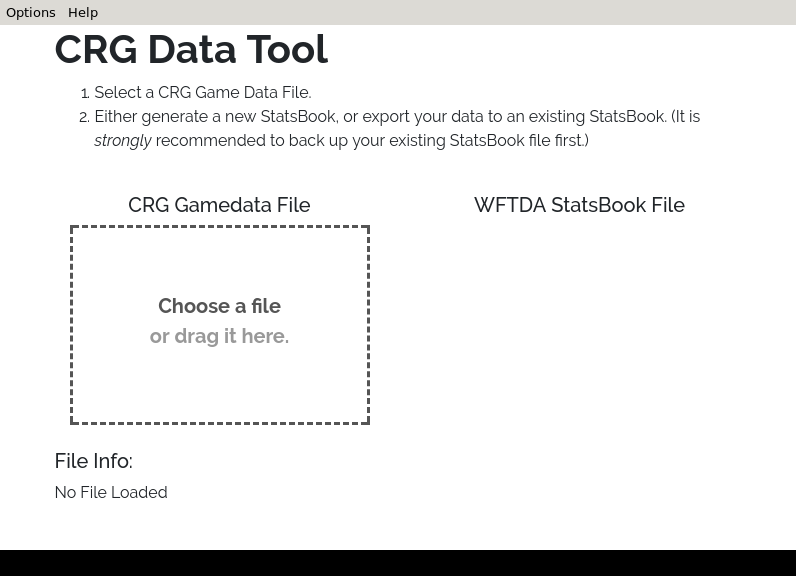 Options Help
CRG Data Tool
1. Select a CRG Game Data File.
2. Either generate a new StatsBook, or export your data to an existing StatsBook. (It is
strongly recommended to back up your existing StatsBook file first.)
CRG Gamedata File
WFTDA StatsBook File
Choose a file
or drag it here.
File Info:
No File Loaded